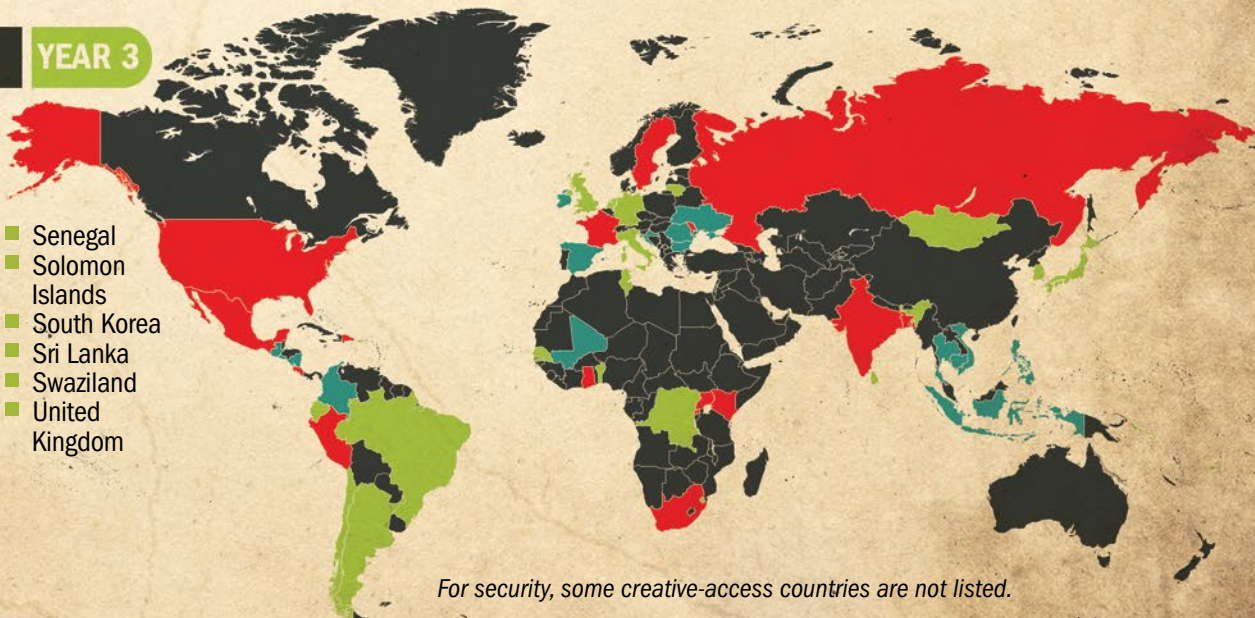 YEAR 3
Senegal
Solomon
Islands
South Korea
Sri Lanka
Swaziland
United
Kingdom
For security, some creative-access countries are not listed.